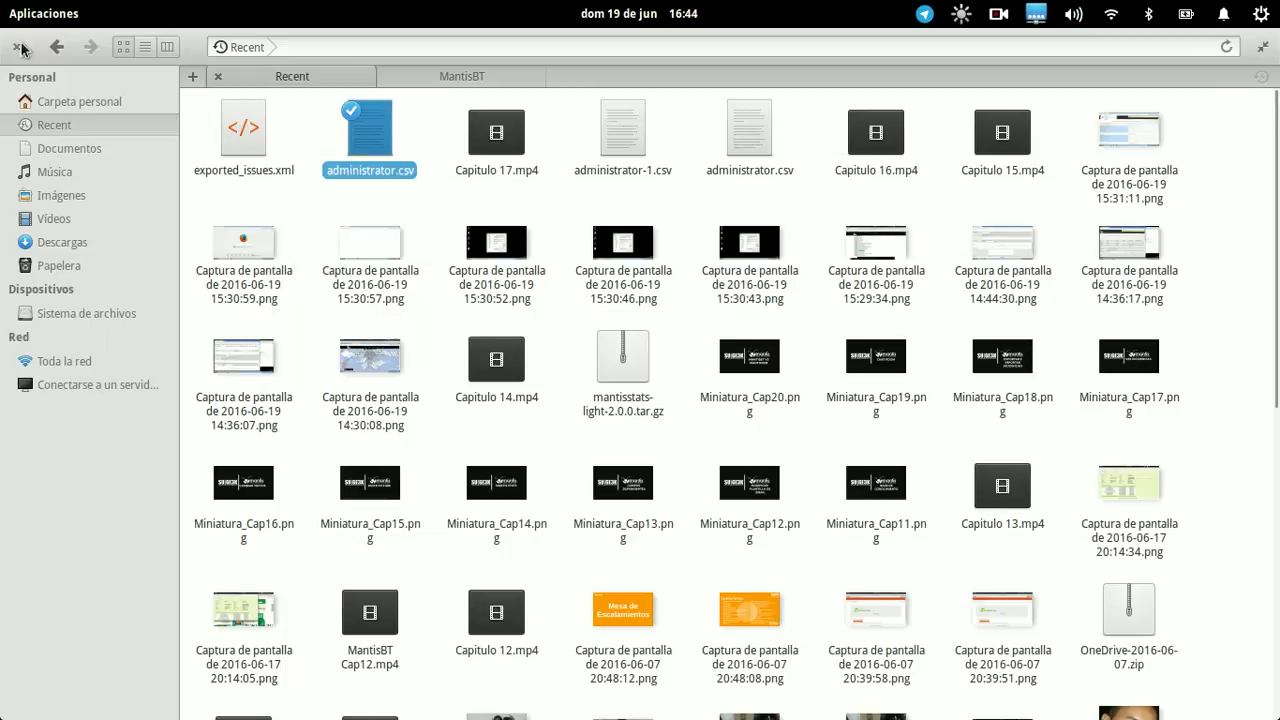 Aplicaciones
dom 19 de jun 16:44
Recent
Personal
Carpeta personal
Recent
Documentos
Música
Imágenes
Vídeos
Descargas
Papelera
Dispositivos
Sistema de archivos
Red
Toda la red
Conectarse a un servid...
Recent
MantisBT
exported_issues.xml
administrator.csv
Capitulo 17.mp4
administrator-1.csv
administrator.csv
Capitulo 16.mp4
Capitulo 15.mp4
Captura de pantalla
de 2016-06-19
15:31:11.png
Captura de pantalla
de 2016-06-19
15:30:59.png
Captura de pantalla
de 2016-06-19
15:30:57.png
Captura de pantalla
de 2016-06-19
15:30:52.png
Captura de pantalla
de 2016-06-19
15:30:46.png
Captura de pantalla
de 2016-06-19
15:30:43.png
Captura de pantalla
de 2016-06-19
15:29:34.png
Captura de pantalla
de 2016-06-19
14:44:30.png
Captura de pantalla
de 2016-06-19
14:36:17.png
Captura de pantalla
de 2016-06-19
14:36:07.png
Captura de pantalla
de 2016-06-19
14:30:08.png
Capitulo 14.mp4
mantisstats-
light-2.0.0.tar.gz
Miniatura_Cap20.pn
g
Miniatura_Cap19.pn
g
Miniatura_Cap18.pn
g
Miniatura_Cap17.pn
g
Miniatura_Cap16.pn
g
Miniatura_Cap15.pn
g
Miniatura_Cap14.pn
g
Miniatura_Cap13.pn
g
Miniatura_Cap12.pn
g
Miniatura_Cap11.pn
g
Capitulo 13.mp4
Captura de pantalla
de 2016-06-17
20:14:34.png
Captura de pantalla
de 2016-06-17
20:14:05.png
MantisBT
Cap12.mp4
Capitulo 12.mp4
Mesa de
Escalamientos
Captura de pantalla
de 2016-06-07
20:48:12.png
Captura de pantalla
de 2016-06-07
20:48:08.png
Captura de pantalla
de 2016-06-07
20:39:58.png
Captura de pantalla
de 2016-06-07
20:39:51.png
OneDrive-2016-06-
07.zip